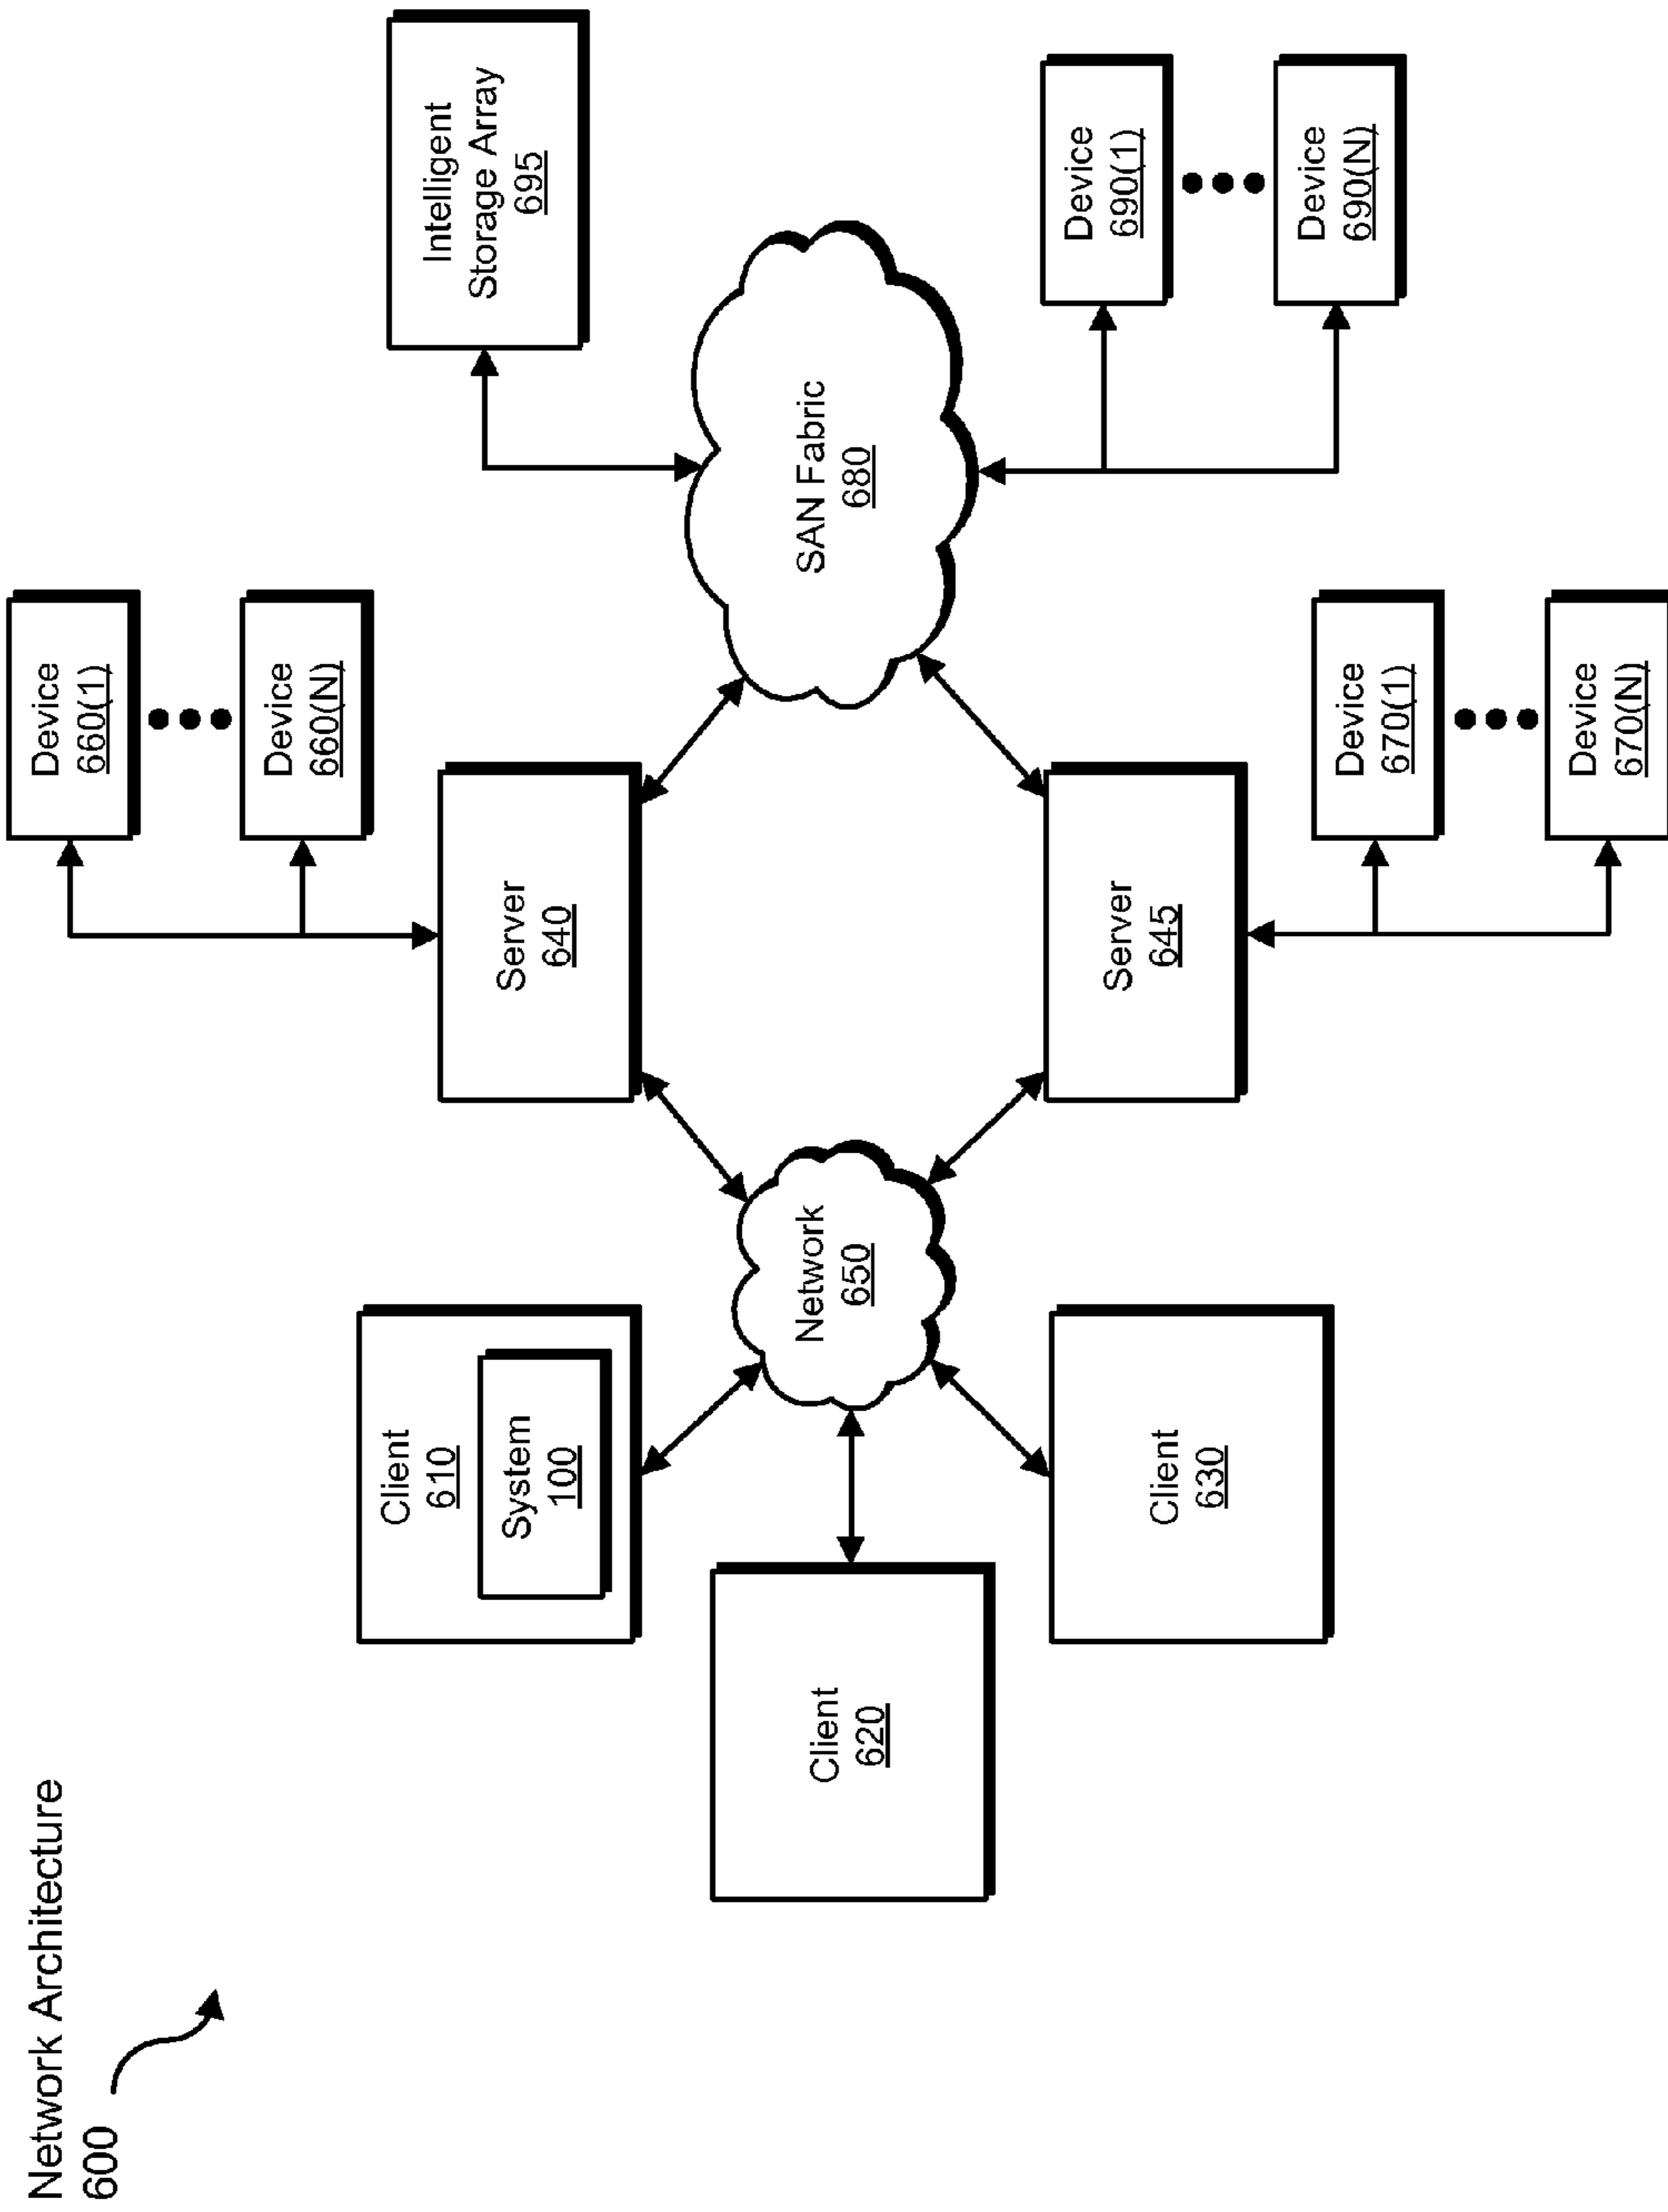 Network Architecture
600
Client
610
System
100
Client
620
Client
630
Network
650
Server
640
Server
645
Device
660(1)
Device
660(N)
Device
670(1)
Device
670(N)
SAN Fabric
680
Intelligent
Storage Array
695
Device
690(1)
Device
690(N)